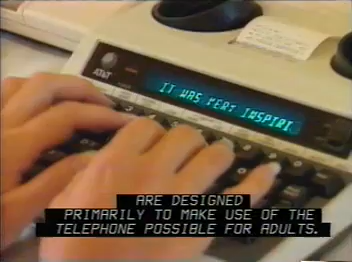 AT&T
IT WAS VERY INSPIRI
ARE DESIGNED
PRIMARILY TO MAKE USE OF THE
TELEPHONE POSSIBLE FOR ADULTS.